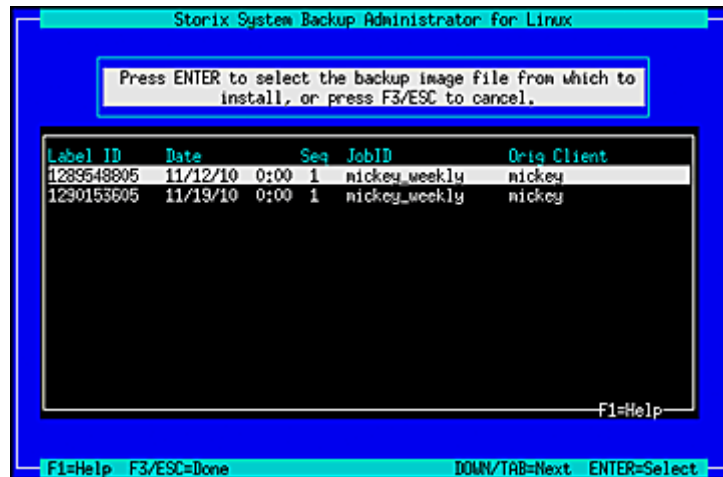 Storix System Backup Administrator for Linux
Press ENTER to select the backup image file from which to
install, or press F3/ESC to cancel.
Label ID Date Seq JobID Orig Client
1289548805 11/12/10 0:00 1 mickey_weekly mickey
1290153605 11/19/10 0:00 1 mickey_weekly mickey
F1=Help
F1=Help F3/ESC=Done DOWN/TAB=Next ENTER=Select